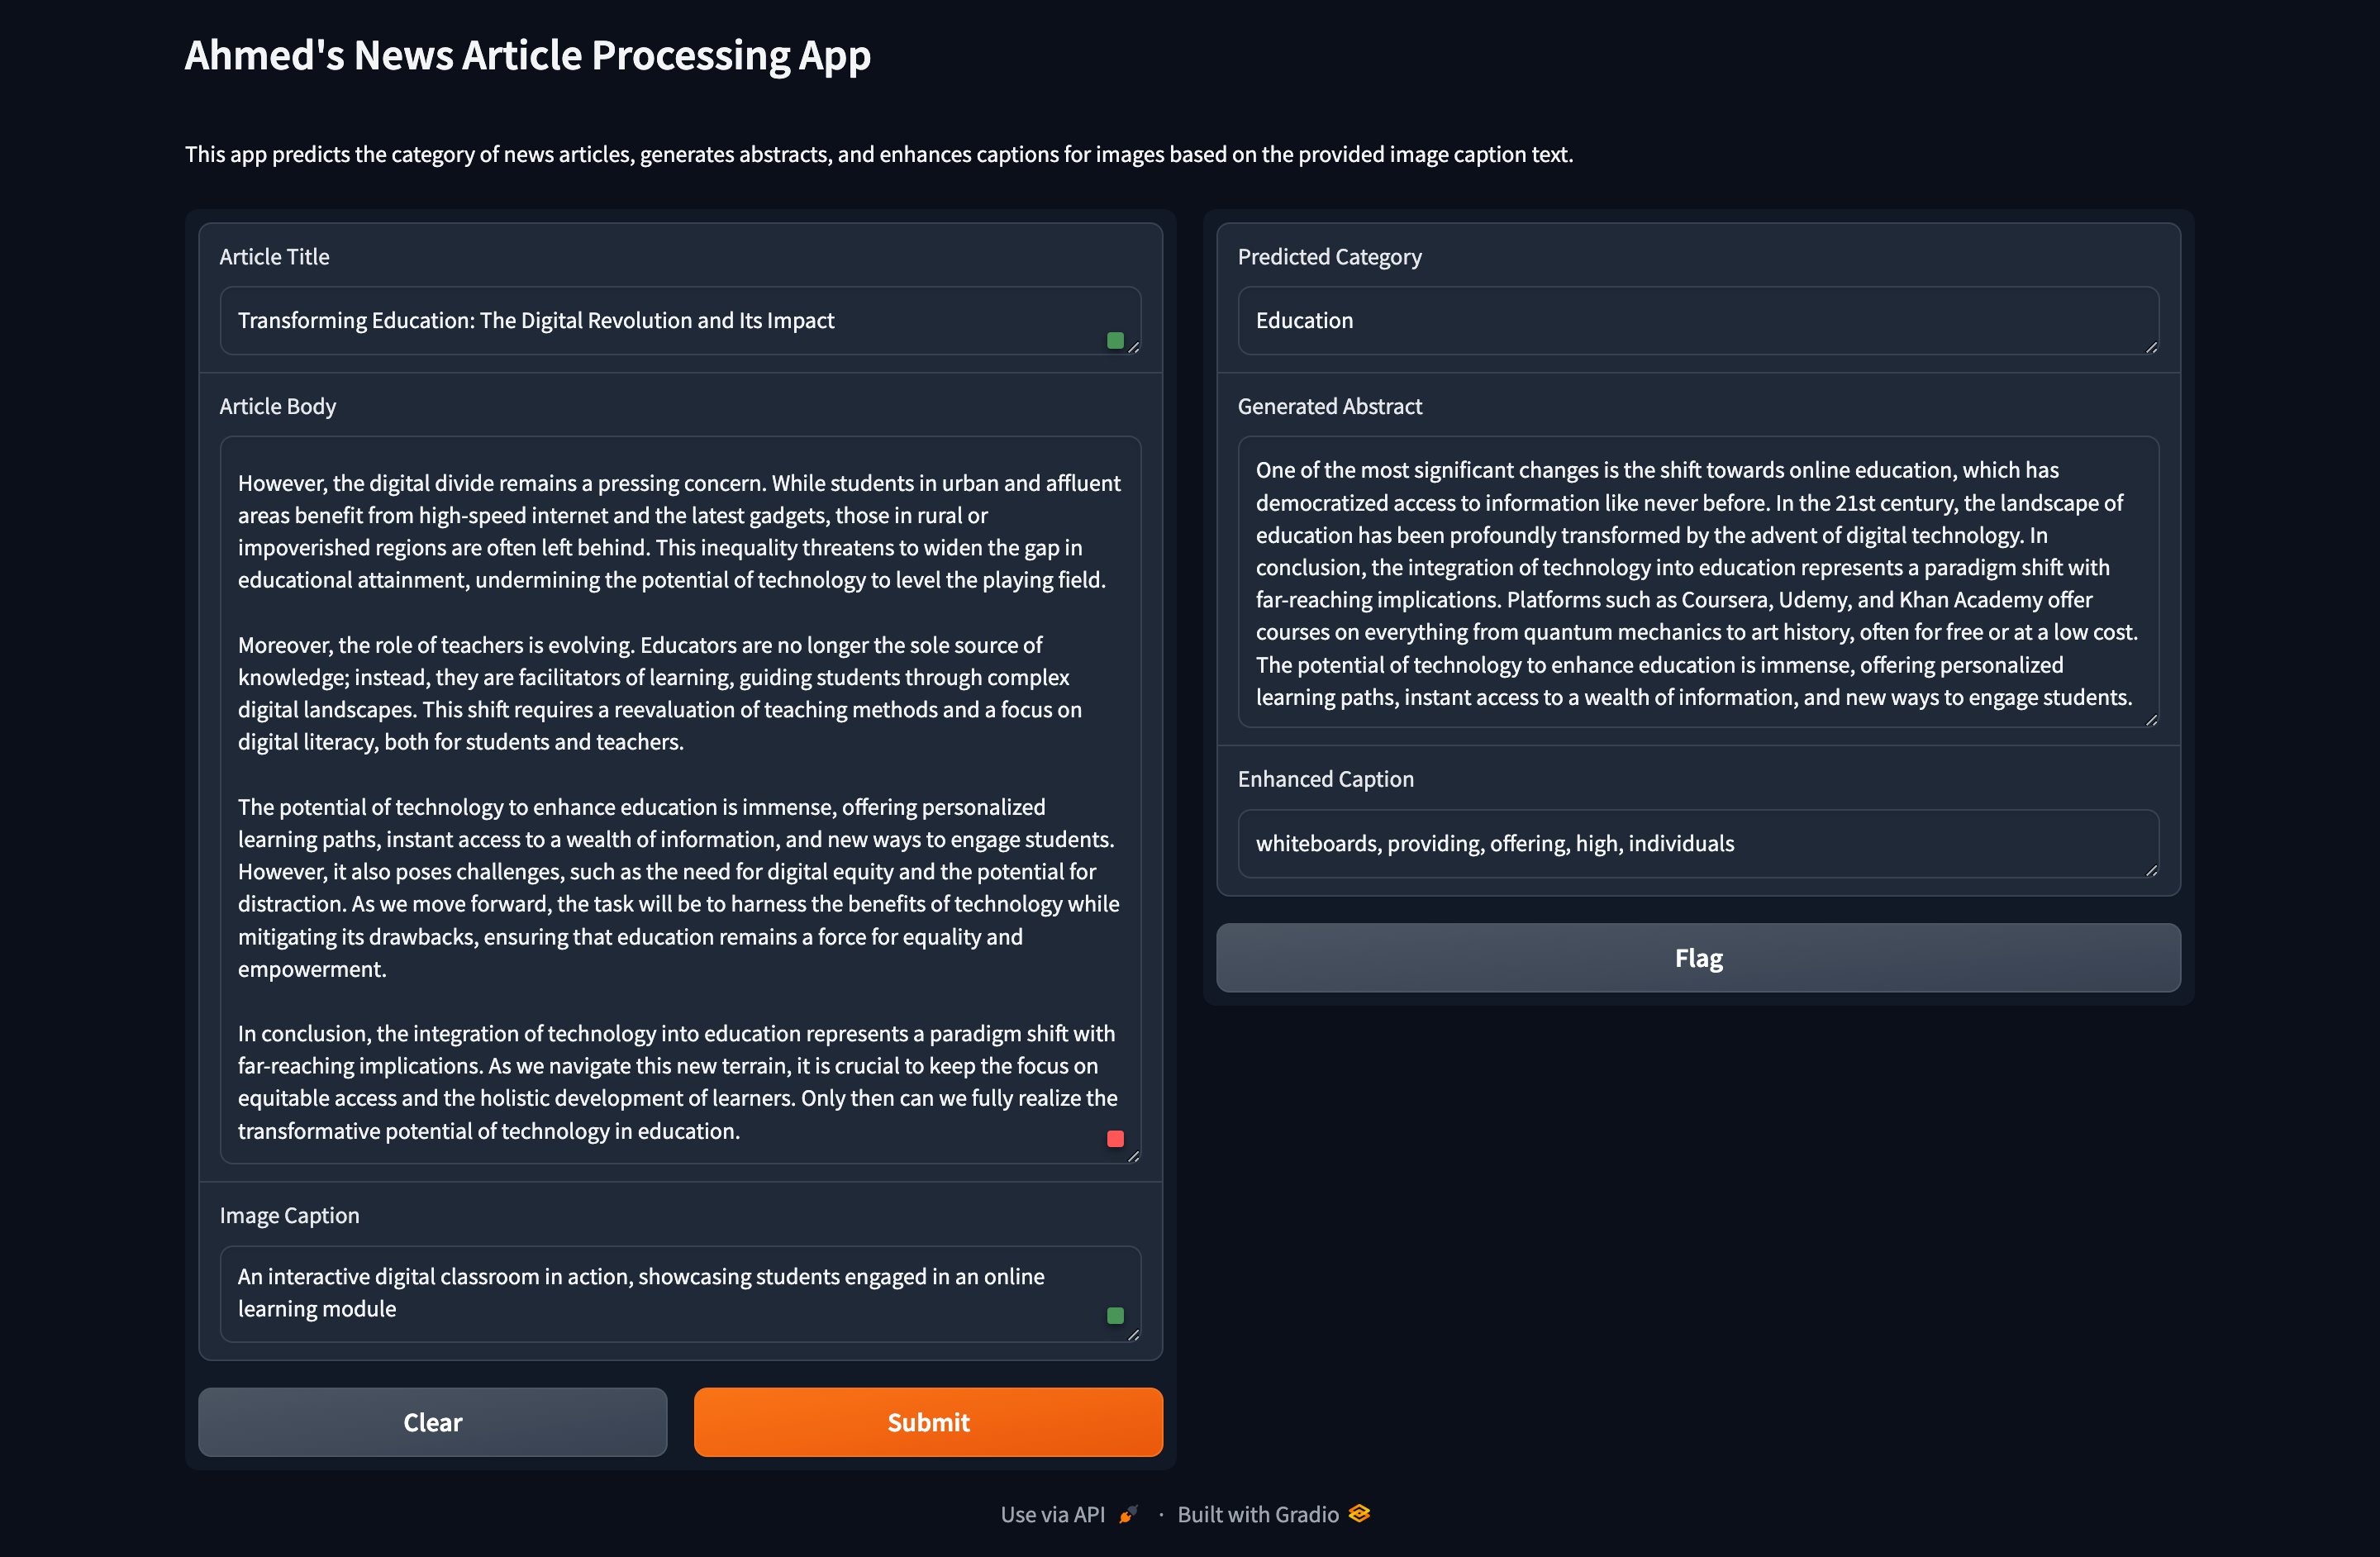 Ahmed's News Article Processing App
This app predicts the category of news articles, generates abstracts, and enhances captions for images based on the provided image caption text.
Article Title
Transforming Education: The Digital Revolution and Its Impact
Article Body
However, the digital divide remains a pressing concern. While students in urban and affluent
areas benefit from high-speed internet and the latest gadgets, those in rural or
impoverished regions are often left behind. This inequality threatens to widen the gap in
educational attainment, undermining the potential of technology to level the playing field.
Moreover, the role of teachers is evolving. Educators are no longer the sole source of
knowledge; instead, they are facilitators of learning, guiding students through complex
digital landscapes. This shift requires a reevaluation of teaching methods and a focus on
digital literacy, both for students and teachers.
The potential of technology to enhance education is immense, offering personalized
learning paths, instant access to a wealth of information, and new ways to engage students.
However, it also poses challenges, such as the need for digital equity and the potential for
distraction. As we move forward, the task will be to harness the benefits of technology while
mitigating its drawbacks, ensuring that education remains a force for equality and
empowerment.
In conclusion, the integration of technology into education represents a paradigm shift with
far-reaching implications. As we navigate this new terrain, it is crucial to keep the focus on
equitable access and the holistic development of learners. Only then can we fully realize the
transformative potential of technology in education.
Image Caption
An interactive digital classroom in action, showcasing students engaged in an online
learning module
Clear
Submit
Predicted Category
Education
Generated Abstract
One of the most significant changes is the shift towards online education, which has
democratized access to information like never before. In the 21st century, the landscape of
education has been profoundly transformed by the advent of digital technology. In
conclusion, the integration of technology into education represents a paradigm shift with
far-reaching implications. Platforms such as Coursera, Udemy, and Khan Academy offer
courses on everything from quantum mechanics to art history, often for free or at a low cost.
The potential of technology to enhance education is immense, offering personalized
learning paths, instant access to a wealth of information, and new ways to engage students.
Enhanced Caption
whiteboards, providing, offering, high, individuals
Flag
Use via API · Built with Gradio